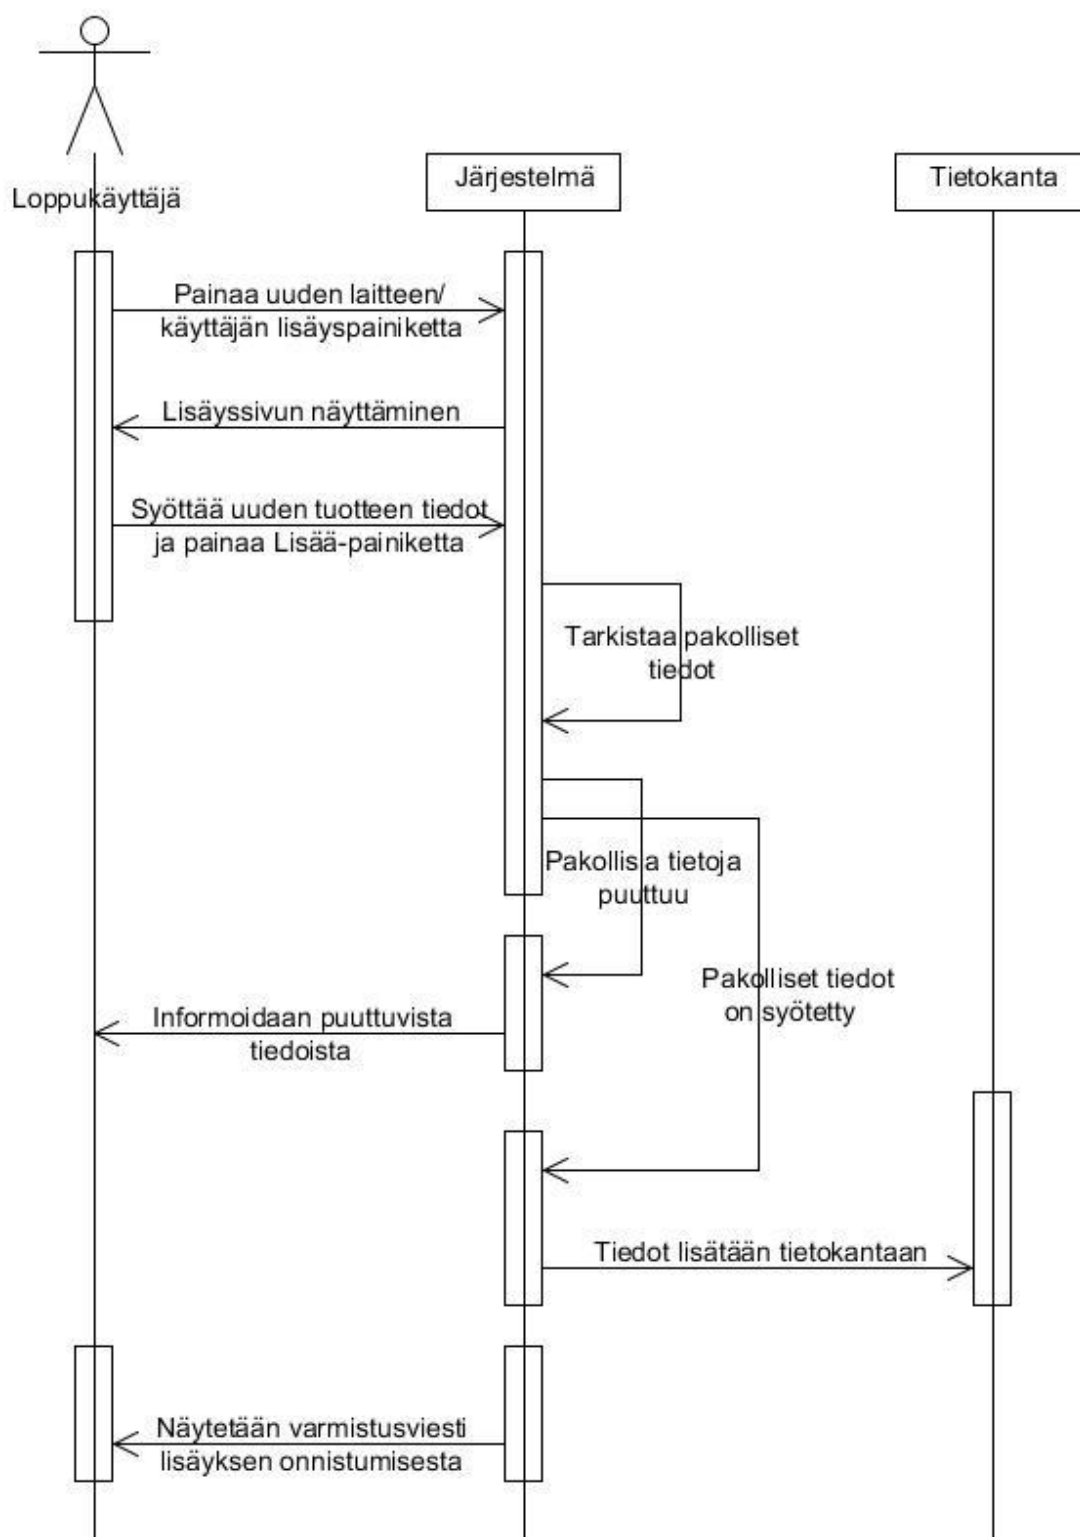 Loppukäyttäjä
Järjestelmä
Tietokanta
Painaa uuden laitteen/
käyttäjän lisäyspainiketta
Lisäyssivun näyttäminen
Syöttää uuden tuotteen tiedot
ja painaa Lisää-painiketta
Tarkistaa pakolliset
tiedot
Pakollisia tietoja
puuttuu
Pakolliset tiedot
on syötetty
Informoidaan puuttuvista
tiedoista
Tiedot lisätään tietokantaan
Näytetään varmistusviesti
lisäyksen onnistumisesta